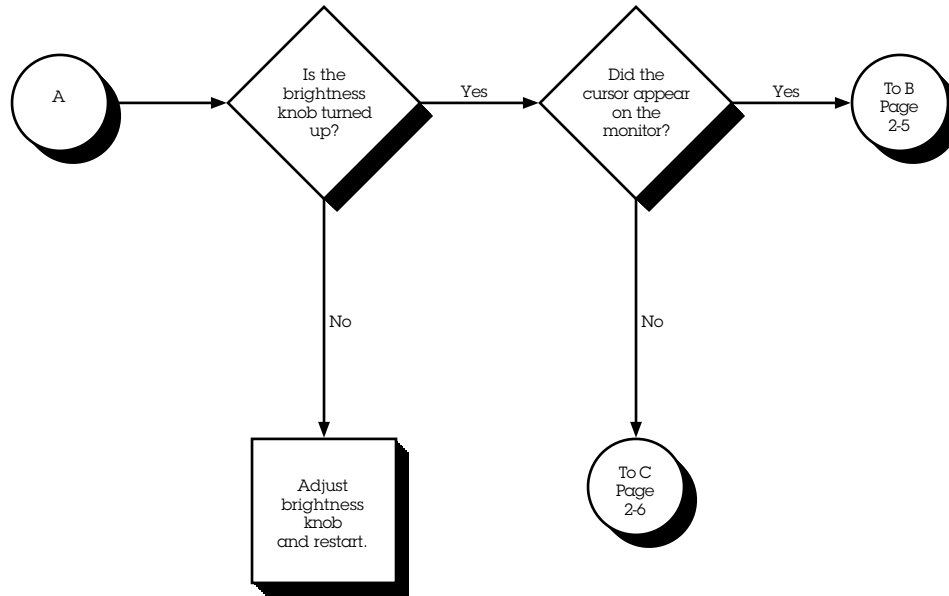 A
Is the
brightness
knob turned
up?
Yes
Did the
cursor appear
on the
monitor?
Yes
To B
Page
2-5
No
No
Adjust
brightness
knob
and restart.
To C
Page
2-6